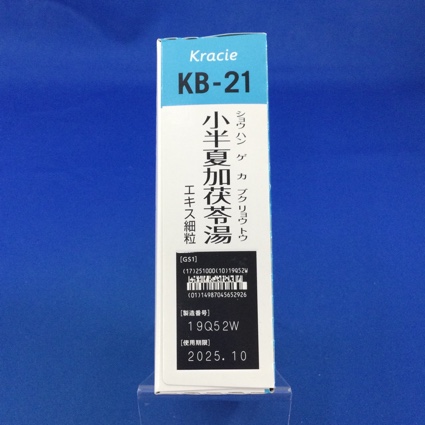 Kracie
KB-21
小半夏加茯苓湯
ショウ ハン ゲ カ ブクリョウ トウ
エキス細粒
[GS1]
(17)251000(10)19Q52W
(01)14987045652926
[製造番号]
19Q52W
[使用期限]
2025.10